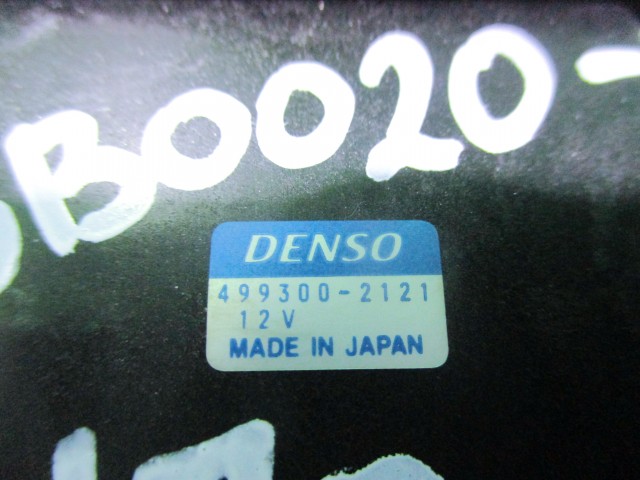 B0020-
DENSO
499300-2121
12V
MADE IN JAPAN